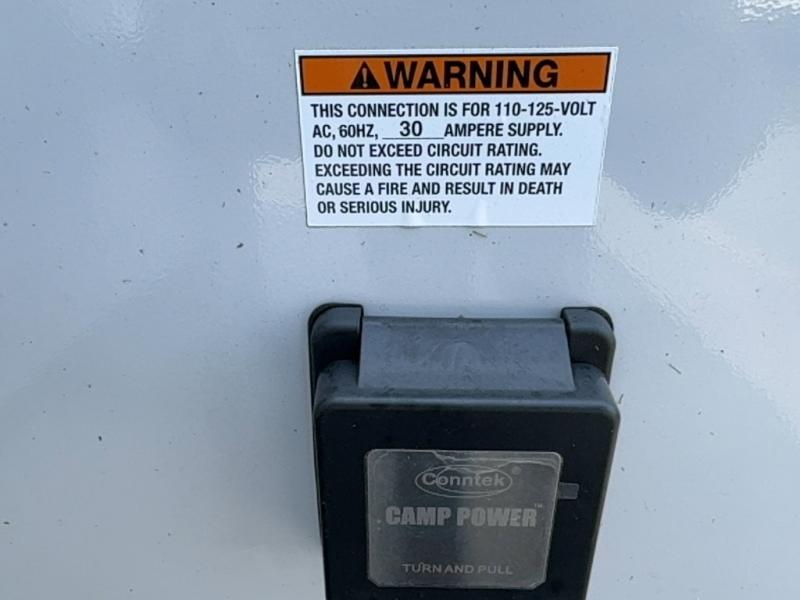 WARNING
THIS CONNECTION IS FOR 110-125-VOLT
AC, 60HZ, 30 AMPERE SUPPLY.
DO NOT EXCEED CIRCUIT RATING.
EXCEEDING THE CIRCUIT RATING MAY
CAUSE A FIRE AND RESULT IN DEATH
OR SERIOUS INJURY.
Conntek®
CAMP POWER™
TURN AND PULL